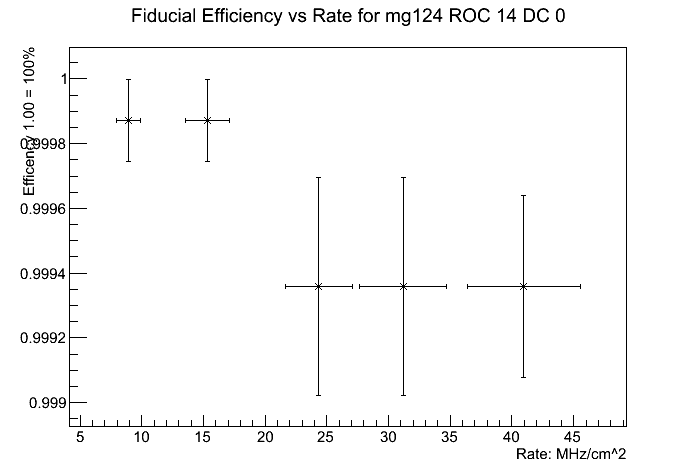 Fiducial Efficiency vs Rate for mg124 ROC 14 DC 0
Efficency 1.00 = 100%
1
0.9998
0.9996
0.9994
0.9992
0.999
5 10 15 20 25 30 35 40 45
Rate: MHz/cm^2